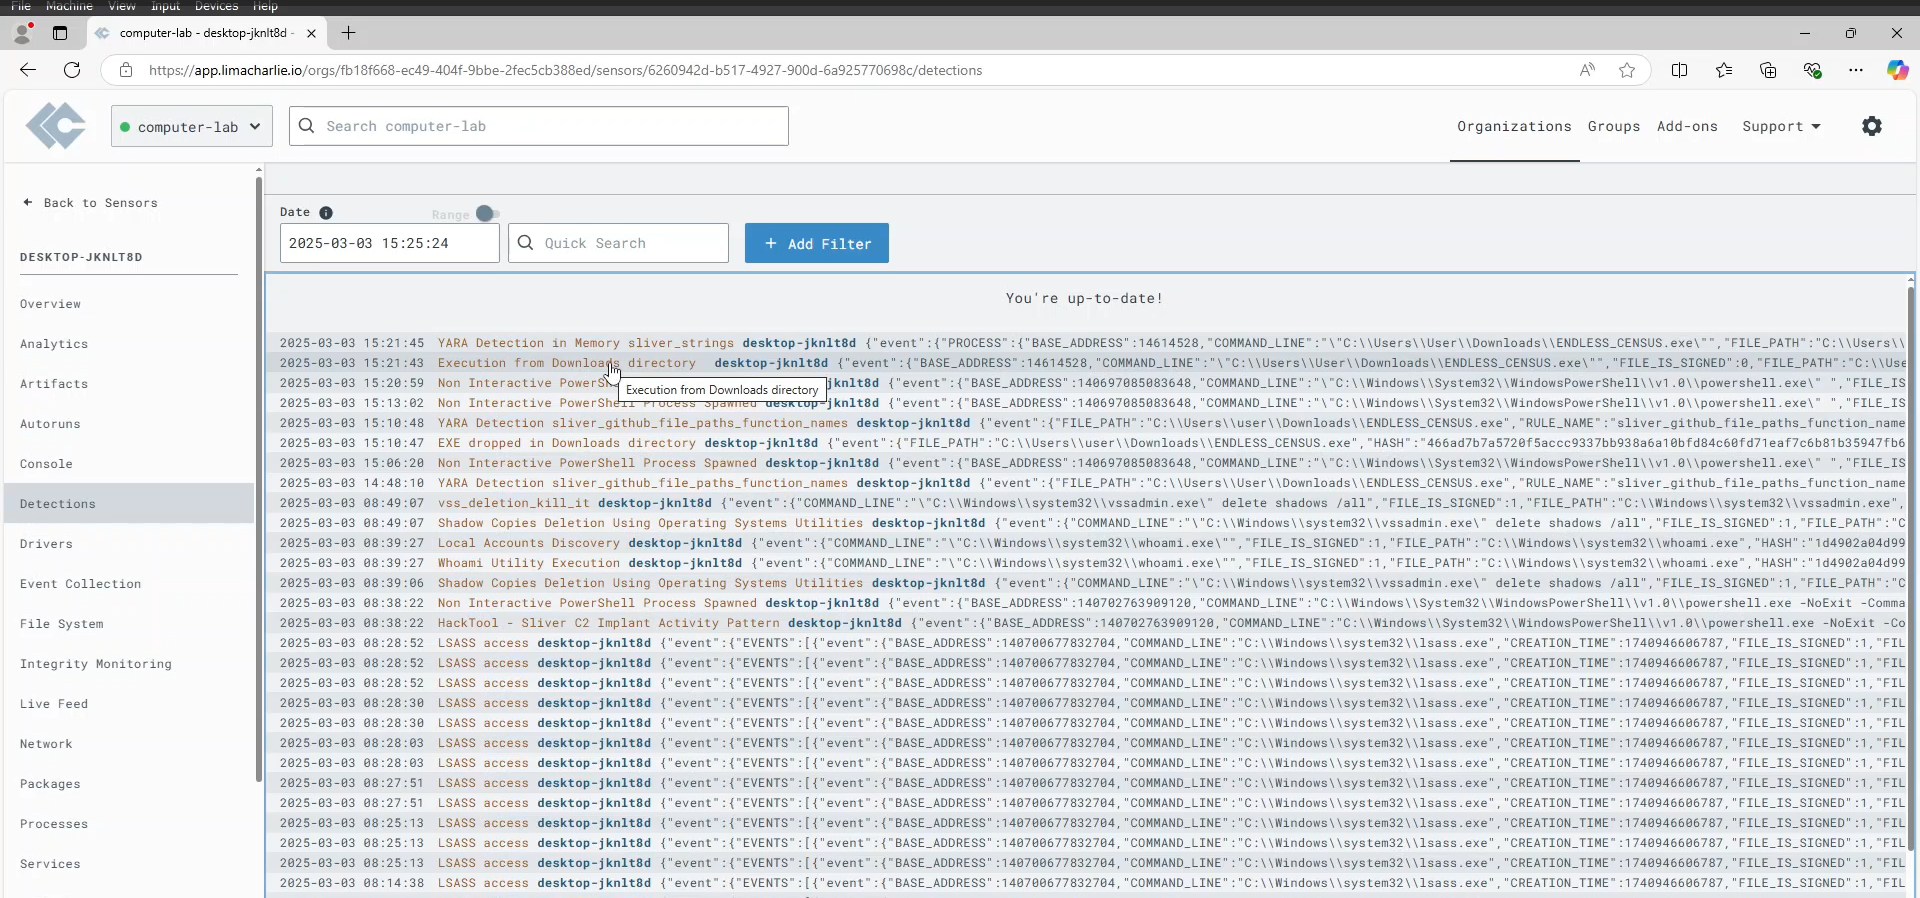 File Machine View Input Devices Help
computer-lab - desktop-jknlt8d -
https://app.limacharlie.io/orgs/fb18f668-ec49-404f-9bbe-2fec5cb388ed/sensors/6260942d-b517-4927-900d-6a925770698c/detections
computer-lab
Search computer-lab
Organizations Groups Add-ons Support
Back to Sensors
DESKTOP-JKNLT8D
Overview
Analytics
Artifacts
Autoruns
Console
Detections
Drivers
Event Collection
File System
Integrity Monitoring
Live Feed
Network
Packages
Processes
Services
Date Range
2025-03-03 15:25:24
Quick Search
+ Add Filter
You're up-to-date!
2025-03-03 15:21:45 YARA Detection in Memory sliver_strings desktop-jknlt8d {"event":{"PROCESS":{"BASE_ADDRESS":14614528,"COMMAND_LINE":"\"C:\\Users\\User\\Downloads\\ENDLESS_CENSUS.exe\"","FILE_PATH":"C:\\Users\\
2025-03-03 15:21:43 Execution from Downloads directory desktop-jknlt8d {"event":{"BASE_ADDRESS":14614528,"COMMAND_LINE":"\"C:\\Users\\User\\Downloads\\ENDLESS_CENSUS.exe\"","FILE_IS_SIGNED":0,"FILE_PATH":"C:\\Use
2025-03-03 15:20:59 Non Interactive PowerS jknlt8d {"event":{"BASE_ADDRESS":140697085083648,"COMMAND_LINE":"\"C:\\Windows\\System32\\WindowsPowerShell\\v1.0\\powershell.exe\" ","FILE_IS
Execution from Downloads directory
2025-03-03 15:13:02 Non Interactive PowerShell Process Spawned desktop-jknlt8d {"event":{"BASE_ADDRESS":140697085083648,"COMMAND_LINE":"\"C:\\Windows\\System32\\WindowsPowerShell\\v1.0\\powershell.exe\" ","FILE_IS
2025-03-03 15:10:48 YARA Detection sliver_github_file_paths_function_names desktop-jknlt8d {"event":{"FILE_PATH":"C:\\Users\\user\\Downloads\\ENDLESS_CENSUS.exe","RULE_NAME":"sliver_github_file_paths_function_name
2025-03-03 15:10:47 EXE dropped in Downloads directory desktop-jknlt8d {"event":{"FILE_PATH":"C:\\Users\\user\\Downloads\\ENDLESS_CENSUS.exe","HASH":"466ad7b7a5720f5accc9337bb938a6a10bfd84c60fd71eaf7c6b81b35947fb6
2025-03-03 15:06:20 Non Interactive PowerShell Process Spawned desktop-jknlt8d {"event":{"BASE_ADDRESS":140697085083648,"COMMAND_LINE":"\"C:\\Windows\\System32\\WindowsPowerShell\\v1.0\\powershell.exe\" ","FILE_IS
2025-03-03 14:48:10 YARA Detection sliver_github_file_paths_function_names desktop-jknlt8d {"event":{"FILE_PATH":"C:\\Users\\User\\Downloads\\ENDLESS_CENSUS.exe","RULE_NAME":"sliver_github_file_paths_function_name
2025-03-03 08:49:07 vss_deletion_kill_it desktop-jknlt8d {"event":{"COMMAND_LINE":"\"C:\\Windows\\system32\\vssadmin.exe\" delete shadows /all","FILE_IS_SIGNED":1,"FILE_PATH":"C:\\Windows\\system32\\vssadmin.exe",
2025-03-03 08:49:07 Shadow Copies Deletion Using Operating Systems Utilities desktop-jknlt8d {"event":{"COMMAND_LINE":"\"C:\\Windows\\system32\\vssadmin.exe\" delete shadows /all","FILE_IS_SIGNED":1,"FILE_PATH":"C
2025-03-03 08:39:27 Local Accounts Discovery desktop-jknlt8d {"event":{"COMMAND_LINE":"\"C:\\Windows\\system32\\whoami.exe\"","FILE_IS_SIGNED":1,"FILE_PATH":"C:\\Windows\\system32\\whoami.exe","HASH":"1d4902a04d99
2025-03-03 08:39:27 Whoami Utility Execution desktop-jknlt8d {"event":{"COMMAND_LINE":"\"C:\\Windows\\system32\\whoami.exe\"","FILE_IS_SIGNED":1,"FILE_PATH":"C:\\Windows\\system32\\whoami.exe","HASH":"1d4902a04d99
2025-03-03 08:39:06 Shadow Copies Deletion Using Operating Systems Utilities desktop-jknlt8d {"event":{"COMMAND_LINE":"\"C:\\Windows\\system32\\vssadmin.exe\" delete shadows /all","FILE_IS_SIGNED":1,"FILE_PATH":"C
2025-03-03 08:38:22 Non Interactive PowerShell Process Spawned desktop-jknlt8d {"event":{"BASE_ADDRESS":140702763909120,"COMMAND_LINE":"C:\\Windows\\System32\\WindowsPowerShell\\v1.0\\powershell.exe -NoExit -Comma
2025-03-03 08:38:22 HackTool - Sliver C2 Implant Activity Pattern desktop-jknlt8d {"event":{"BASE_ADDRESS":140702763909120,"COMMAND_LINE":"C:\\Windows\\System32\\WindowsPowerShell\\v1.0\\powershell.exe -NoExit -Co
2025-03-03 08:28:52 LSASS access desktop-jknlt8d {"event":{"EVENTS":[{"event":{"BASE_ADDRESS":140700677832704,"COMMAND_LINE":"C:\\Windows\\system32\\lsass.exe","CREATION_TIME":1740946606787,"FILE_IS_SIGNED":1,"FIL
2025-03-03 08:28:52 LSASS access desktop-jknlt8d {"event":{"EVENTS":[{"event":{"BASE_ADDRESS":140700677832704,"COMMAND_LINE":"C:\\Windows\\system32\\lsass.exe","CREATION_TIME":1740946606787,"FILE_IS_SIGNED":1,"FIL
2025-03-03 08:28:52 LSASS access desktop-jknlt8d {"event":{"EVENTS":[{"event":{"BASE_ADDRESS":140700677832704,"COMMAND_LINE":"C:\\Windows\\system32\\lsass.exe","CREATION_TIME":1740946606787,"FILE_IS_SIGNED":1,"FIL
2025-03-03 08:28:30 LSASS access desktop-jknlt8d {"event":{"EVENTS":[{"event":{"BASE_ADDRESS":140700677832704,"COMMAND_LINE":"C:\\Windows\\system32\\lsass.exe","CREATION_TIME":1740946606787,"FILE_IS_SIGNED":1,"FIL
2025-03-03 08:28:30 LSASS access desktop-jknlt8d {"event":{"EVENTS":[{"event":{"BASE_ADDRESS":140700677832704,"COMMAND_LINE":"C:\\Windows\\system32\\lsass.exe","CREATION_TIME":1740946606787,"FILE_IS_SIGNED":1,"FIL
2025-03-03 08:28:03 LSASS access desktop-jknlt8d {"event":{"EVENTS":[{"event":{"BASE_ADDRESS":140700677832704,"COMMAND_LINE":"C:\\Windows\\system32\\lsass.exe","CREATION_TIME":1740946606787,"FILE_IS_SIGNED":1,"FIL
2025-03-03 08:28:03 LSASS access desktop-jknlt8d {"event":{"EVENTS":[{"event":{"BASE_ADDRESS":140700677832704,"COMMAND_LINE":"C:\\Windows\\system32\\lsass.exe","CREATION_TIME":1740946606787,"FILE_IS_SIGNED":1,"FIL
2025-03-03 08:27:51 LSASS access desktop-jknlt8d {"event":{"EVENTS":[{"event":{"BASE_ADDRESS":140700677832704,"COMMAND_LINE":"C:\\Windows\\system32\\lsass.exe","CREATION_TIME":1740946606787,"FILE_IS_SIGNED":1,"FIL
2025-03-03 08:27:51 LSASS access desktop-jknlt8d {"event":{"EVENTS":[{"event":{"BASE_ADDRESS":140700677832704,"COMMAND_LINE":"C:\\Windows\\system32\\lsass.exe","CREATION_TIME":1740946606787,"FILE_IS_SIGNED":1,"FIL
2025-03-03 08:25:13 LSASS access desktop-jknlt8d {"event":{"EVENTS":[{"event":{"BASE_ADDRESS":140700677832704,"COMMAND_LINE":"C:\\Windows\\system32\\lsass.exe","CREATION_TIME":1740946606787,"FILE_IS_SIGNED":1,"FIL
2025-03-03 08:25:13 LSASS access desktop-jknlt8d {"event":{"EVENTS":[{"event":{"BASE_ADDRESS":140700677832704,"COMMAND_LINE":"C:\\Windows\\system32\\lsass.exe","CREATION_TIME":1740946606787,"FILE_IS_SIGNED":1,"FIL
2025-03-03 08:25:13 LSASS access desktop-jknlt8d {"event":{"EVENTS":[{"event":{"BASE_ADDRESS":140700677832704,"COMMAND_LINE":"C:\\Windows\\system32\\lsass.exe","CREATION_TIME":1740946606787,"FILE_IS_SIGNED":1,"FIL
2025-03-03 08:14:38 LSASS access desktop-jknlt8d {"event":{"EVENTS":[{"event":{"BASE_ADDRESS":140700677832704,"COMMAND_LINE":"C:\\Windows\\system32\\lsass.exe","CREATION_TIME":1740946606787,"FILE_IS_SIGNED":1,"FIL